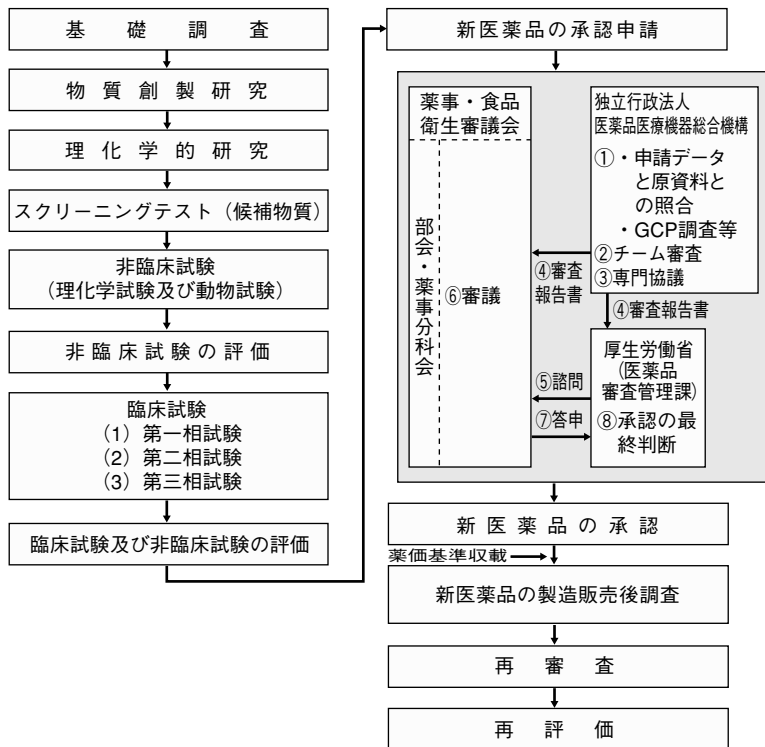 基礎調査
物質創製研究
理化学的研究
スクリーニングテスト（候補物質）
非臨床試験
（理化学試験及び動物試験）
非臨床試験の評価
臨床試験
（1）第一相試験
（2）第二相試験
（3）第三相試験
臨床試験及び非臨床試験の評価
新医薬品の承認申請
薬事・食品
衛生審議会
部会・薬事分科会
⑥審議
独立行政法人
医薬品医療機器総合機構
①・申請データ
と原資料と
の照合
・GCP調査等
②チーム審査
③専門協議
④審査
報告書
④審査報告書
厚生労働省
（医薬品
審査管理課）
⑧承認の最
終判断
⑤諮問
⑦答申
新医薬品の承認
薬価基準収載
新医薬品の製造販売後調査
再審査
再評価